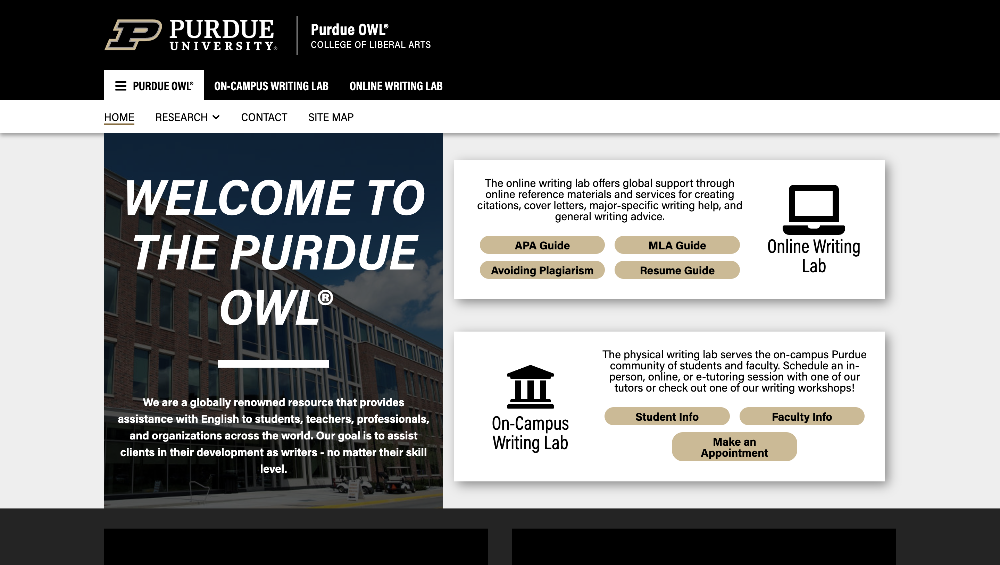 PURDUE
UNIVERSITY®
Purdue OWL®
COLLEGE OF LIBERAL ARTS
PURDUE OWL®
ON-CAMPUS WRITING LAB
ONLINE WRITING LAB
HOME
RESEARCH
CONTACT
SITE MAP
WELCOME TO
THE PURDUE
OWL®
We are a globally renowned resource that provides
assistance with English to students, teachers, professionals,
and organizations across the world. Our goal is to assist
clients in their development as writers - no matter their skill
level.
The online writing lab offers global support through
online reference materials and services for creating
citations, cover letters, major-specific writing help, and
general writing advice.
APA Guide
MLA Guide
Avoiding Plagiarism
Resume Guide
Online Writing
Lab
On-Campus
Writing Lab
The physical writing lab serves the on-campus Purdue
community of students and faculty. Schedule an in-
person, online, or e-tutoring session with one of our
tutors or check out one of our writing workshops!
Student Info
Faculty Info
Make an
Appointment